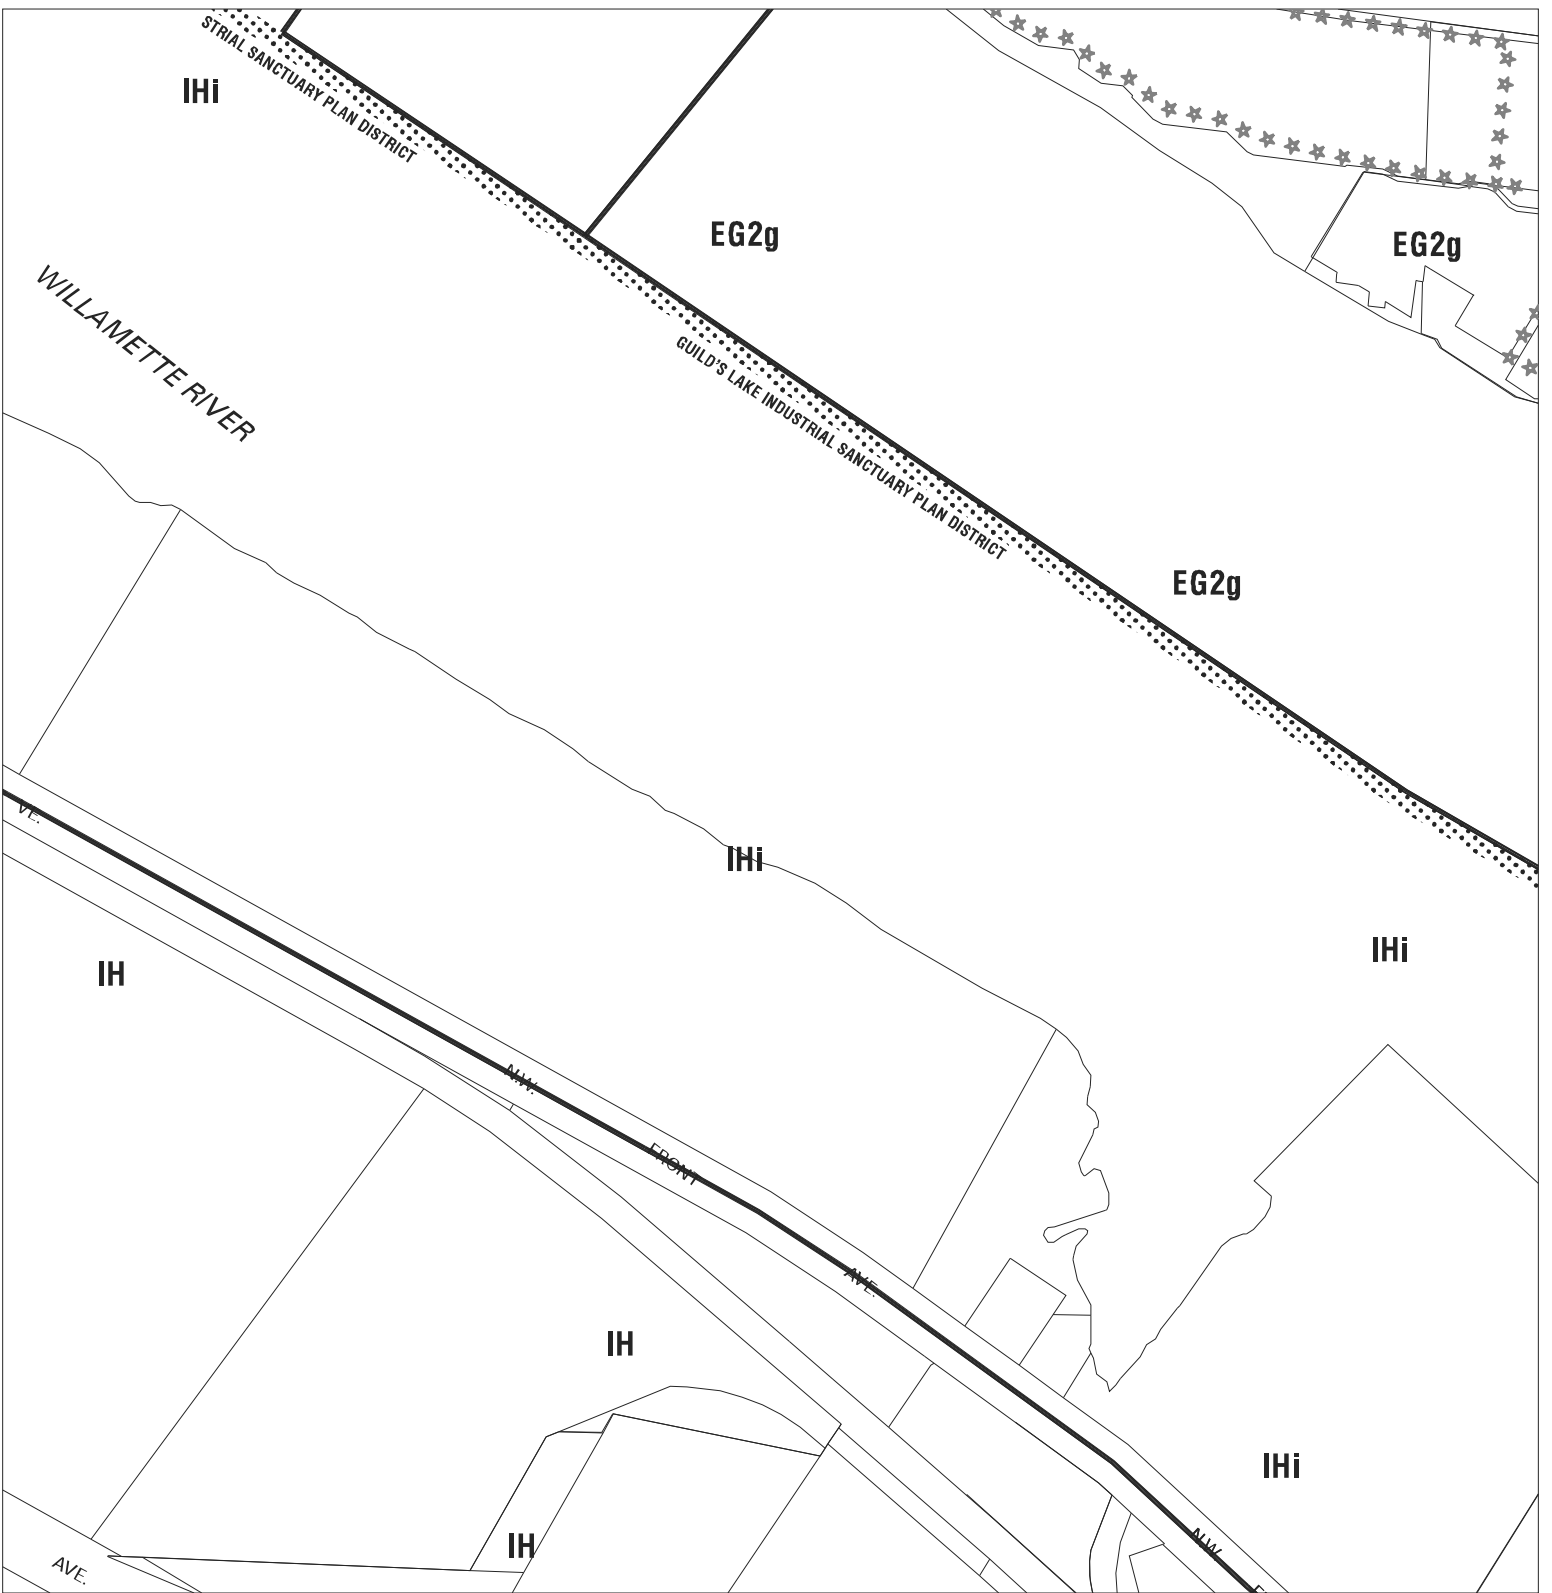 STRIAL SANCTUARY PLAN DISTRICT
IHi
EG2g
EG2g
WILLAMETTE RIVER
GUILD'S LAKE INDUSTRIAL SANCTUARY PLAN DISTRICT
EG2g
VE.
IHi
IHi
IH
N.W.
FRONT
AVE.
IH
IHi
IH
N.W.
AVE.